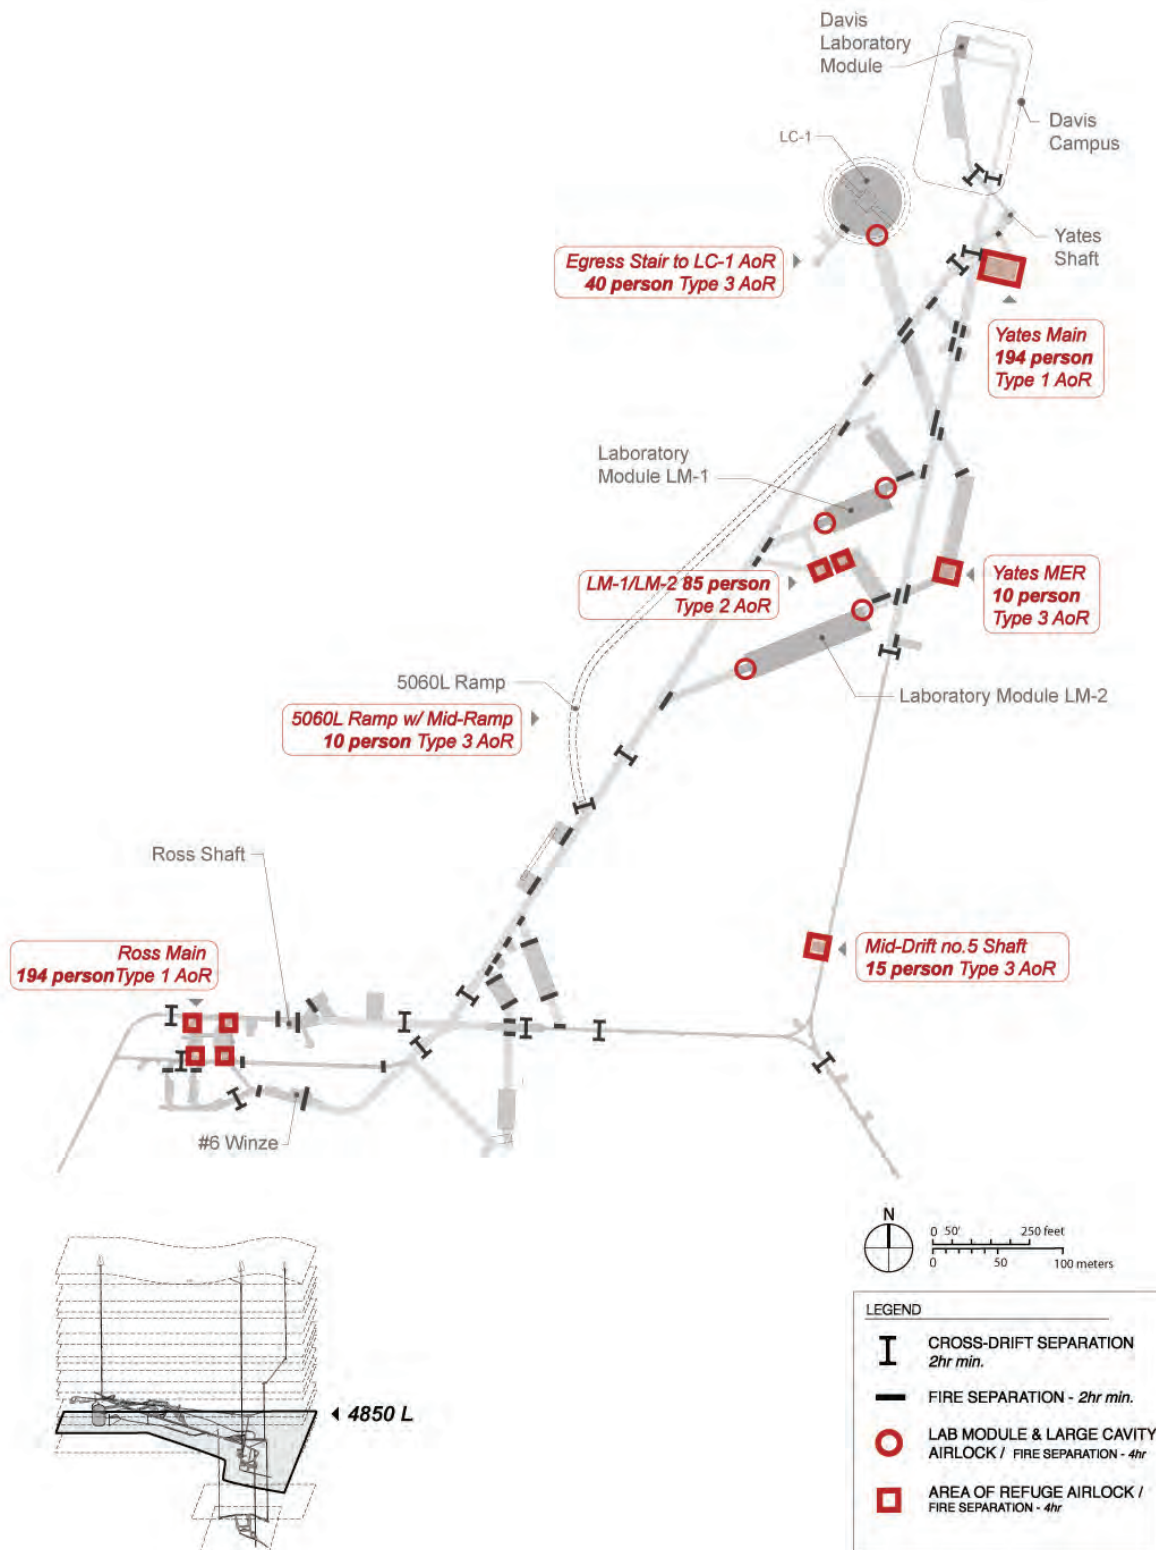 Davis
Laboratory
Module
Davis
Campus
LC-1
Yates
Shaft
Egress Stair to LC-1 AoR
40 person Type 3 AoR
Yates Main
194 person
Type 1 AoR
Laboratory
Module LM-1
LM-1/LM-2 85 person
Type 2 AoR
Yates MER
10 person
Type 3 AoR
5060L Ramp
Laboratory Module LM-2
5060L Ramp w/ Mid-Ramp
10 person Type 3 AoR
Ross Shaft
Ross Main
194 person Type 1 AoR
Mid-Drift no.5 Shaft
15 person Type 3 AoR
#6 Winze
N
0 50' 250 feet
0 50 100 meters
4850 L
LEGEND
CROSS-DRIFT SEPARATION
2hr min.
FIRE SEPARATION - 2hr min.
LAB MODULE & LARGE CAVITY
AIRLOCK / FIRE SEPARATION - 4hr
AREA OF REFUGE AIRLOCK /
FIRE SEPARATION - 4hr